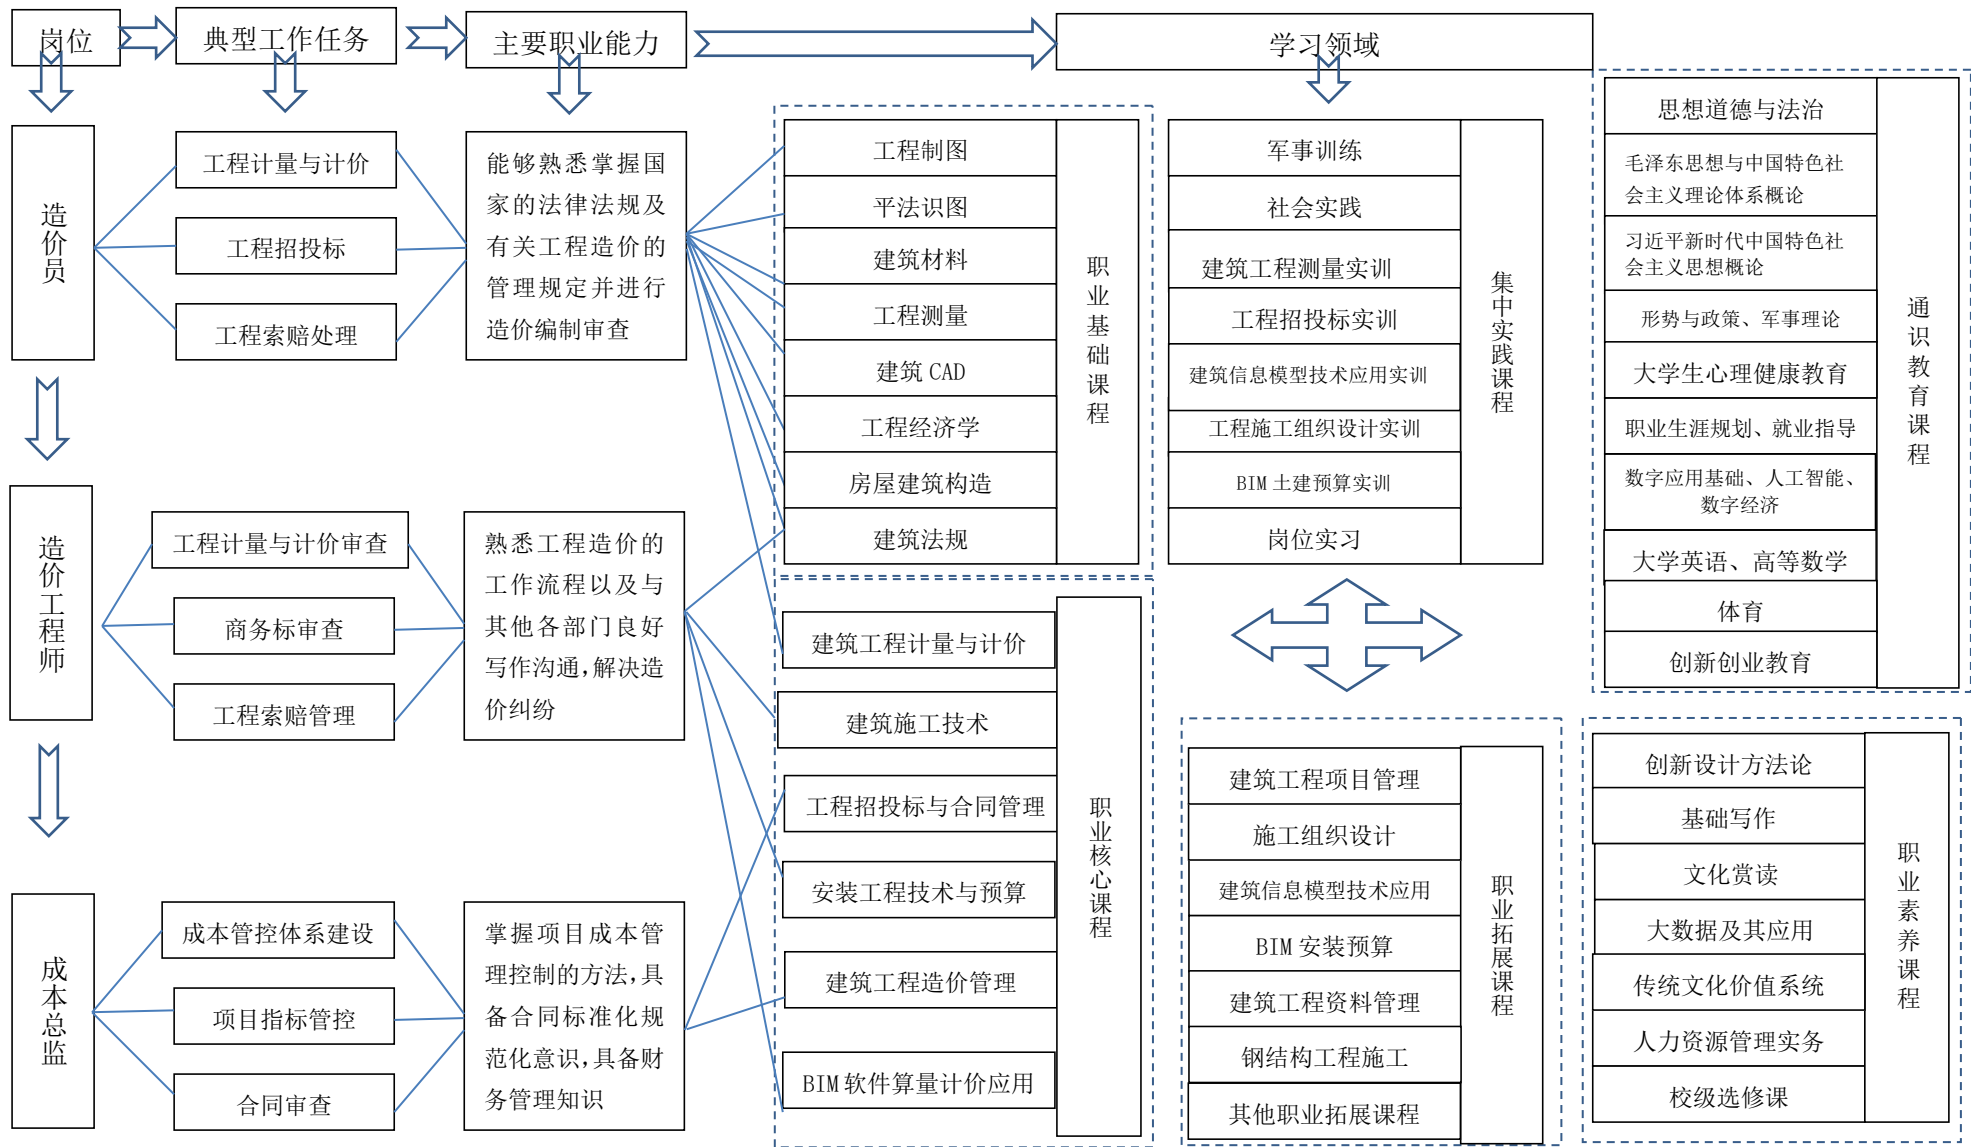 岗位
典型工作任务
主要职业能力
学习领域
造价员
工程计量与计价
工程招投标
工程索赔处理
能够熟悉掌握国
家的法律法规及
有关工程造价的
管理规定并进行
造价编制审查
造价工程师
工程计量与计价审查
商务标审查
工程索赔管理
熟悉工程造价的
工作流程以及与
其他各部门良好
写作沟通,解决造
价纠纷
成本总监
成本管控体系建设
项目指标管控
合同审查
掌握项目成本管
理控制的方法,具
备合同标准化规
范化意识,具备财
务管理知识
工程制图
平法识图
建筑材料
工程测量
建筑 CAD
工程经济学
房屋建筑构造
建筑法规
职业基础课程
建筑工程计量与计价
建筑施工技术
工程招投标与合同管理
安装工程技术与预算
建筑工程造价管理
BIM 软件算量计价应用
职业核心课程
军事训练
社会实践
建筑工程测量实训
工程招投标实训
建筑信息模型技术应用实训
工程施工组织设计实训
BIM 土建预算实训
岗位实习
集中实践课程
建筑工程项目管理
施工组织设计
建筑信息模型技术应用
BIM 安装预算
建筑工程资料管理
钢结构工程施工
其他职业拓展课程
职业拓展课程
思想道德与法治
毛泽东思想与中国特色社
会主义理论体系概论
习近平新时代中国特色社
会主义思想概论
形势与政策、军事理论
大学生心理健康教育
职业生涯规划、就业指导
数字应用基础、人工智能、
数字经济
大学英语、高等数学
体育
创新创业教育
通识教育课程
创新设计方法论
基础写作
文化赏读
大数据及其应用
传统文化价值系统
人力资源管理实务
校级选修课
职业素养课程